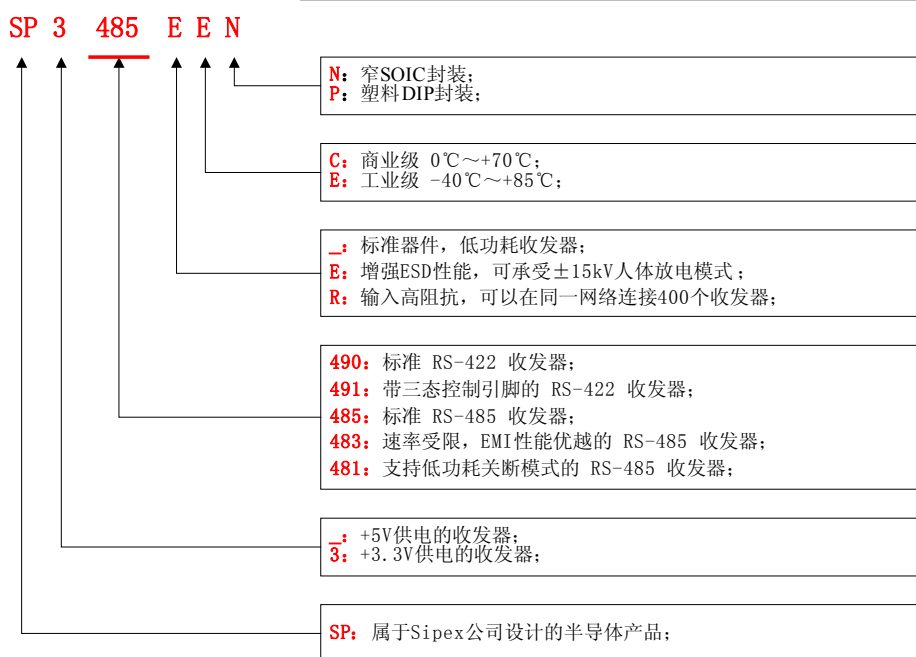 SP 3 485 E E N
N：窄SOIC封装；
P：塑料DIP封装；
C：商业级 0℃～+70℃；
E：工业级 -40℃～+85℃；
_：标准器件，低功耗收发器；
E：增强ESD性能，可承受±15kV人体放电模式；
R：输入高阻抗，可以在同一网络连接400个收发器；
490：标准 RS-422 收发器；
491：带三态控制引脚的 RS-422 收发器；
485：标准 RS-485 收发器；
483：速率受限，EMI性能优越的 RS-485 收发器；
481：支持低功耗关断模式的 RS-485 收发器；
_：+5V供电的收发器；
3：+3.3V供电的收发器；
SP：属于Sipex公司设计的半导体产品；